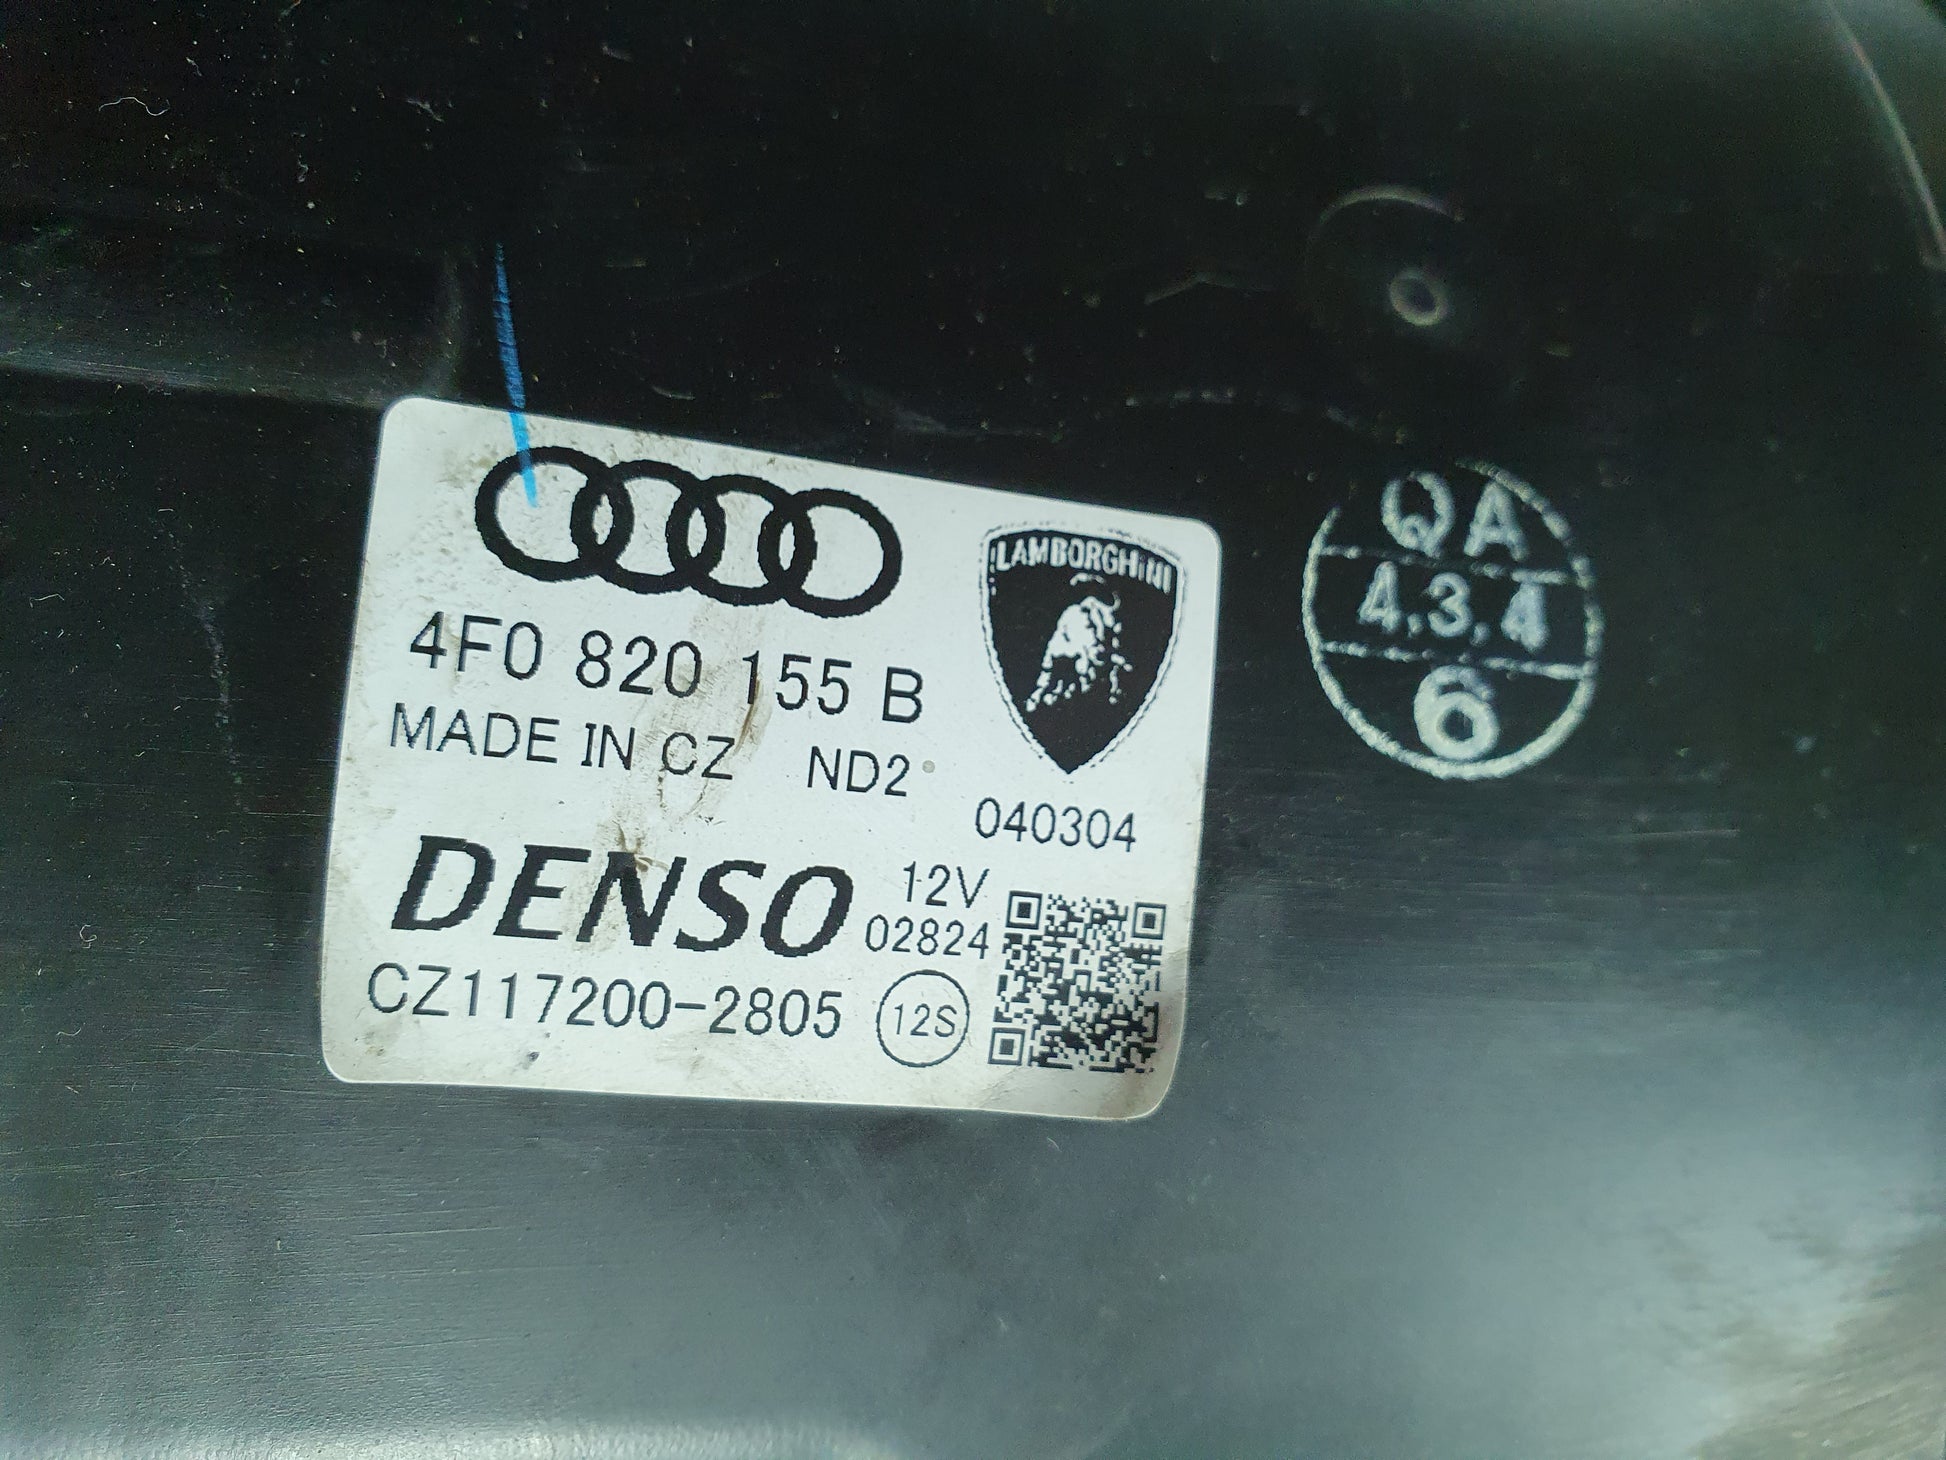 LAMBORGHINI
4F0 820 155 B
MADE IN CZ ND2
040304
DENSO
12V
02824
CZ117200-2805
12S
QA
4,3,4
6